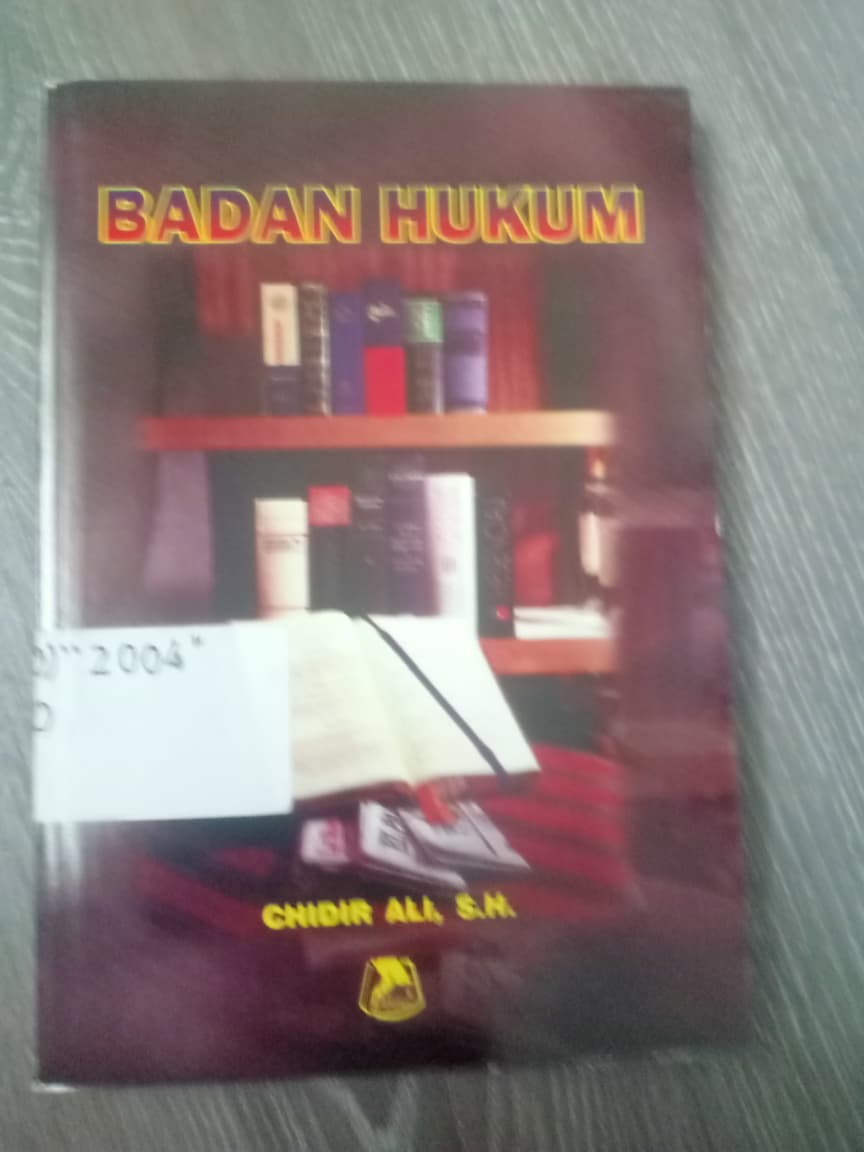 BADAN HUKUM
"2004"
CHIDIR ALI, S.H.